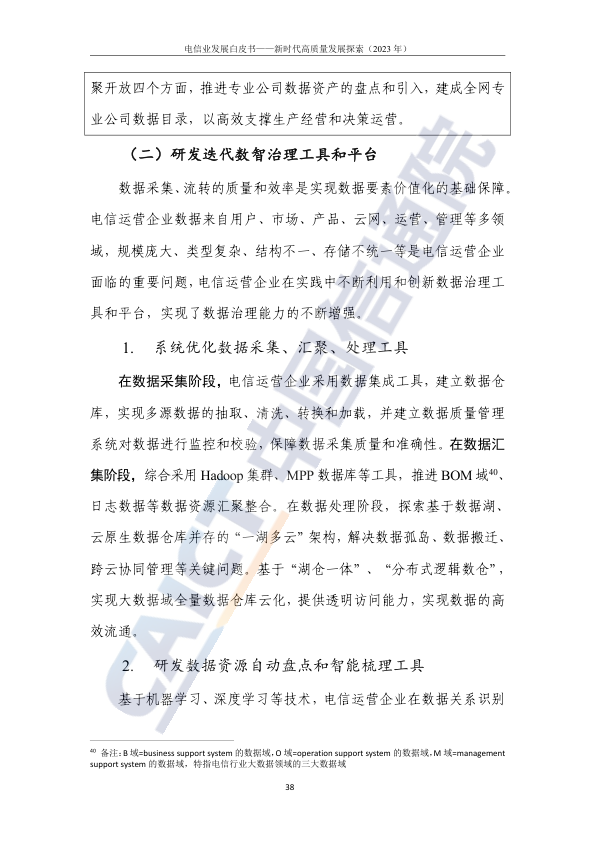 电信业发展白皮书——新时代高质量发展探索（2023 年）
聚开放四个方面，推进专业公司数据资产的盘点和引入，建成全网专
业公司数据目录，以高效支撑生产经营和决策运营。
（二）研发迭代数智治理工具和平台
数据采集、流转的质量和效率是实现数据要素价值化的基础保障。
电信运营企业数据来自用户、市场、产品、云网、运营、管理等多领
域，规模庞大、类型复杂、结构不一、存储不统一等是电信运营企业
面临的重要问题，电信运营企业在实践中不断利用和创新数据治理工
具和平台，实现了数据治理能力的不断增强。
1. 系统优化数据采集、汇聚、处理工具
在数据采集阶段，电信运营企业采用数据集成工具，建立数据仓
库，实现多源数据的抽取、清洗、转换和加载，并建立数据质量管理
系统对数据进行监控和校验，保障数据采集质量和准确性。在数据汇
集阶段，综合采用 Hadoop 集群、MPP 数据库等工具，推进 BOM 域40、
日志数据等数据资源汇聚整合。在数据处理阶段，探索基于数据湖、
云原生数据仓库并存的“一湖多云”架构，解决数据孤岛、数据搬迁、
跨云协同管理等关键问题。基于“湖仓一体”、“分布式逻辑数仓”，
实现大数据域全量数据仓库云化，提供透明访问能力，实现数据的高
效流通。
2. 研发数据资源自动盘点和智能梳理工具
基于机器学习、深度学习等技术，电信运营企业在数据关系识别
40 备注：B 域=business support system 的数据域，O 域=operation support system 的数据域，M 域=management
support system 的数据域，特指电信行业大数据领域的三大数据域
38
CAICT 中国信通院